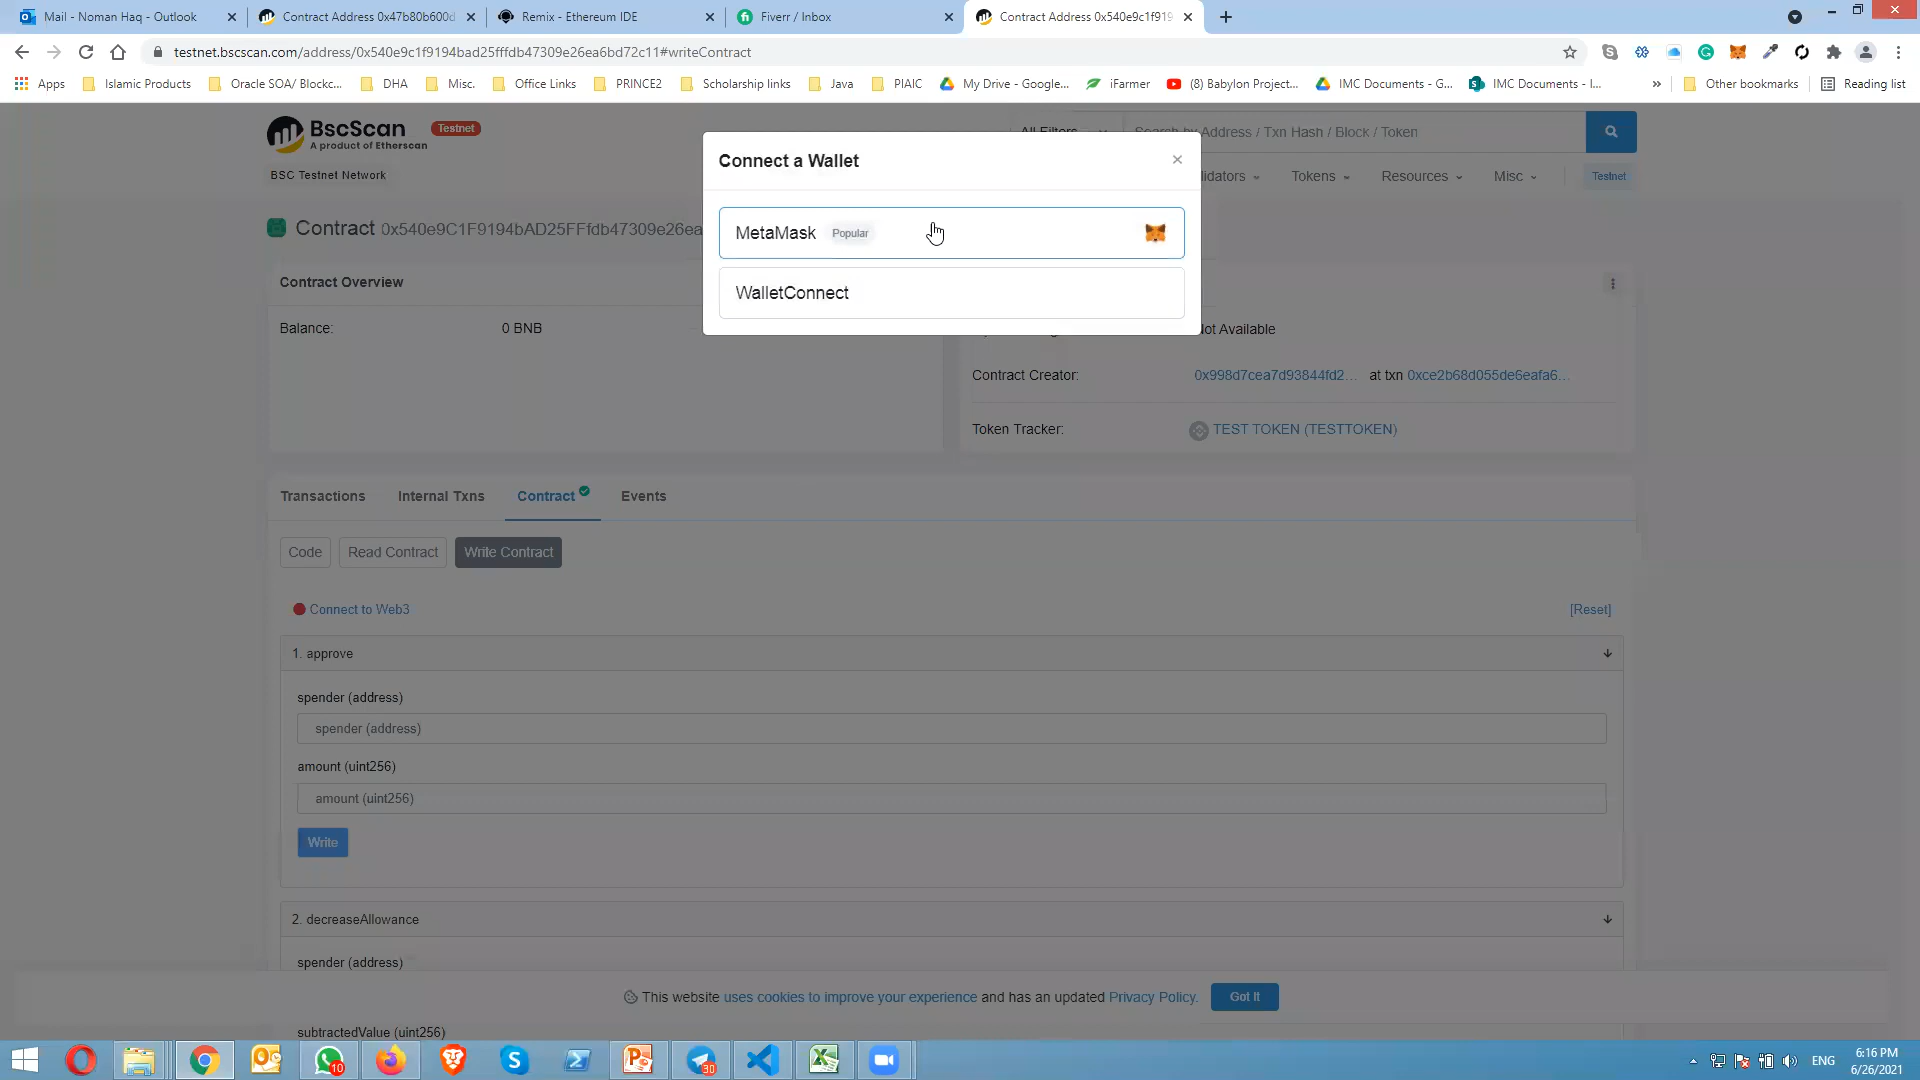 Mail - Noman Haq - Outlook
Contract Address 0x47b80b600d
Remix - Ethereum IDE
Fiverr / Inbox
Contract Address 0x540e9c1f919
testnet.bscscan.com/address/0x540e9c1f9194bad25fffdb47309e26ea6bd72c11#writeContract
Apps
Islamic Products
Oracle SOA/ Blockc...
DHA
Misc.
Office Links
PRINCE2
Scholarship links
Java
PIAIC
My Drive - Google...
iFarmer
(8) Babylon Project...
IMC Documents - G...
IMC Documents - I...
»
Other bookmarks
Reading list
BscScan
Testnet
A product of Etherscan
BSC Testnet Network
All Filters
Search by Address / Txn Hash / Block / Token
lidators
Tokens
Resources
Misc
Testnet
Connect a Wallet
×
MetaMask Popular
WalletConnect
Contract 0x540e9C1F9194bAD25FFfdb47309e26ea
Contract Overview
Balance:
0 BNB
Not Available
Contract Creator:
0x998d7cea7d93844fd2... at txn 0xce2b68d055de6eafa6...
Token Tracker:
TEST TOKEN (TESTTOKEN)
Transactions
Internal Txns
Contract
Events
Code
Read Contract
Write Contract
Connect to Web3
[Reset]
1. approve
spender (address)
spender (address)
amount (uint256)
amount (uint256)
Write
2. decreaseAllowance
spender (address)
This website uses cookies to improve your experience and has an updated Privacy Policy.
Got It
subtractedValue (uint256)
10
30
ENG
6:16 PM
6/26/2021